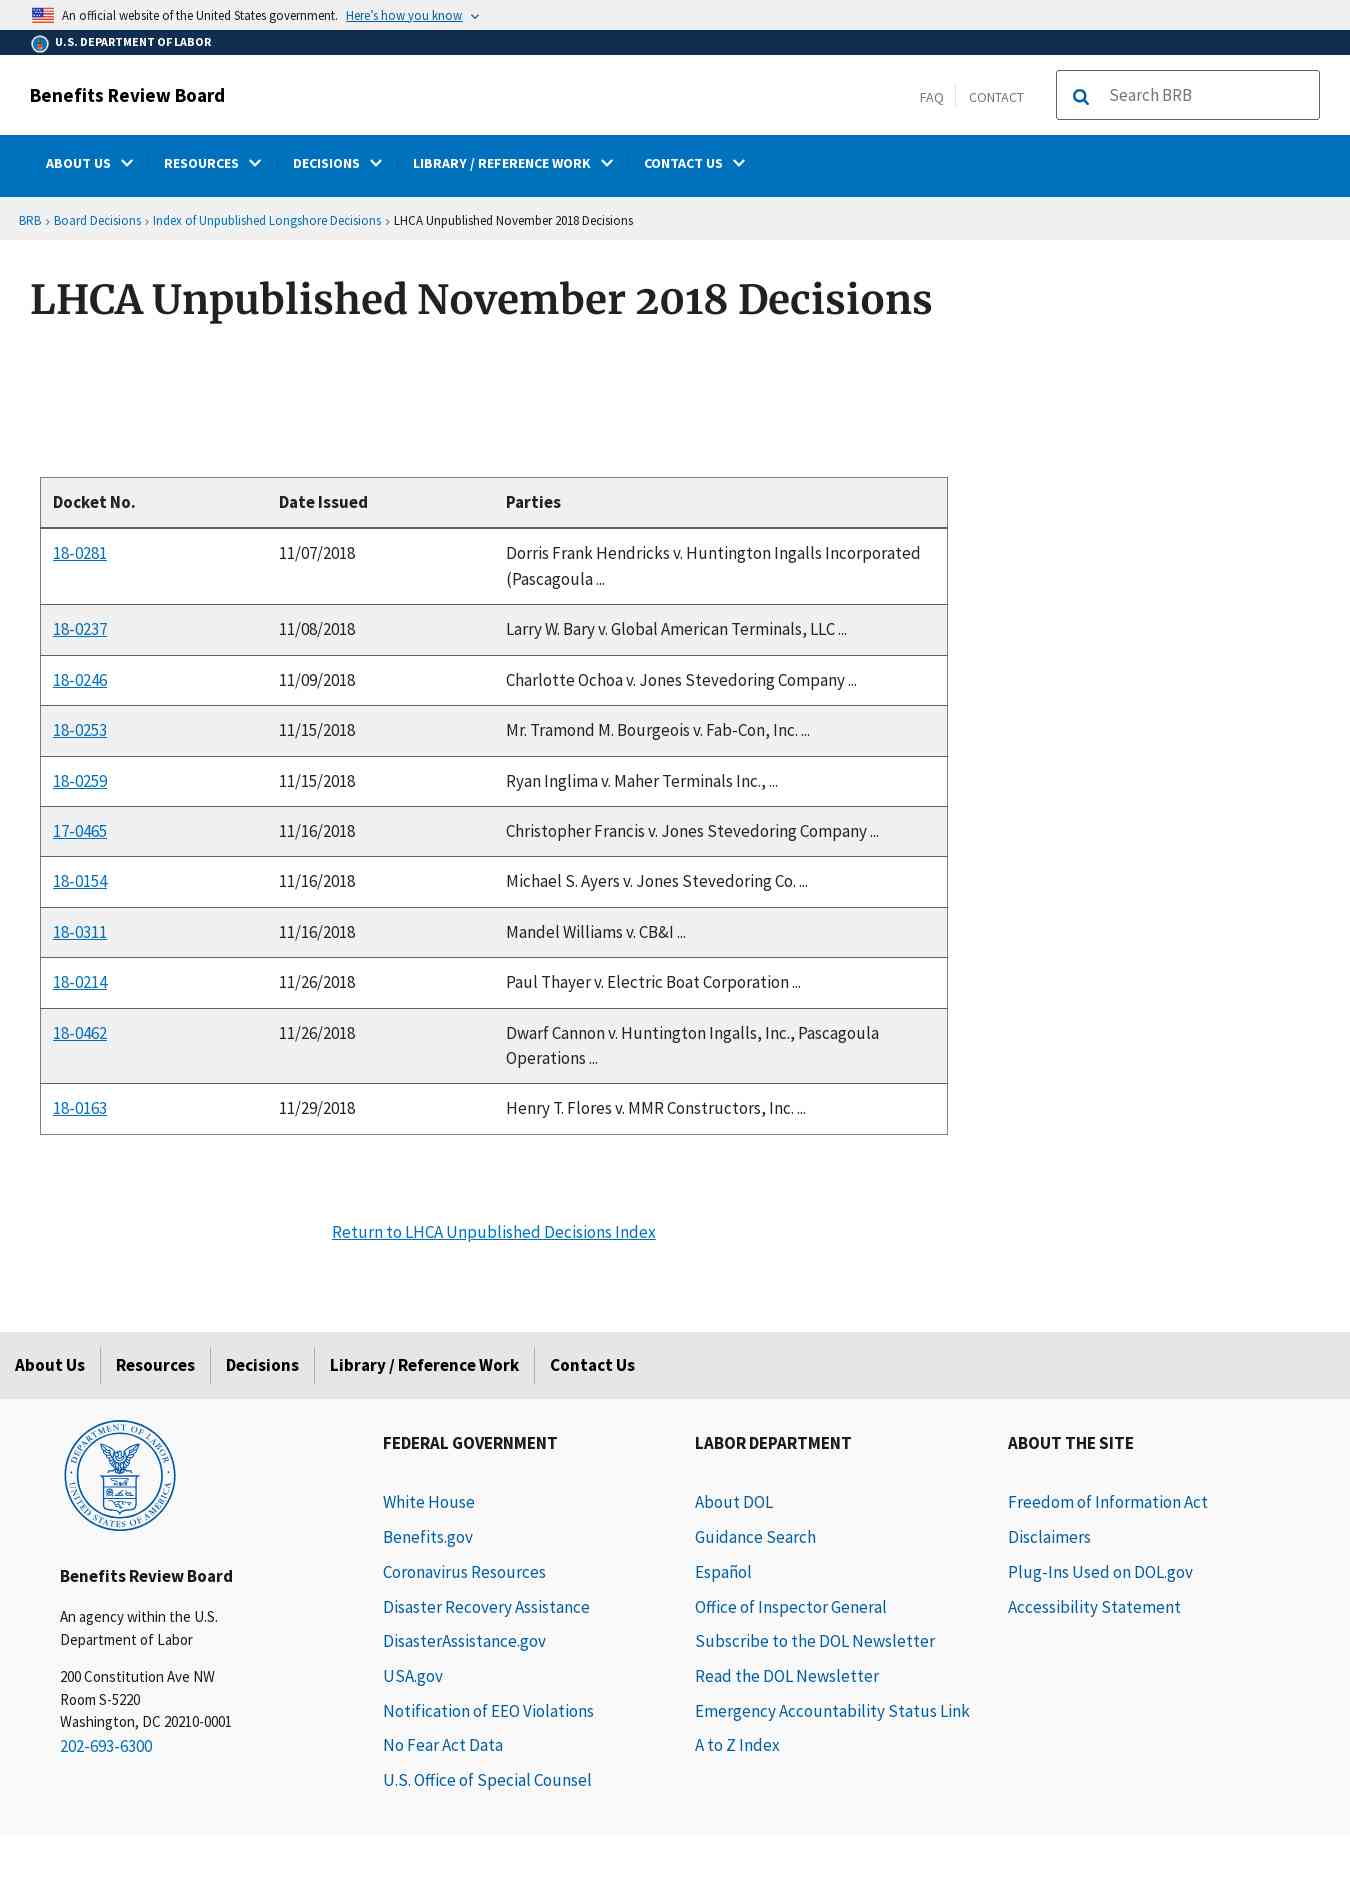 An official website of the United States government. Here's how you know
U.S. DEPARTMENT OF LABOR
Benefits Review Board
FAQ CONTACT Search BRB
ABOUT US RESOURCES DECISIONS LIBRARY / REFERENCE WORK CONTACT US
BRB › Board Decisions › Index of Unpublished Longshore Decisions › LHCA Unpublished November 2018 Decisions
LHCA Unpublished November 2018 Decisions
Docket No. Date Issued Parties
18-0281 11/07/2018 Dorris Frank Hendricks v. Huntington Ingalls Incorporated
(Pascagoula ...
18-0237 11/08/2018 Larry W. Bary v. Global American Terminals, LLC ...
18-0246 11/09/2018 Charlotte Ochoa v. Jones Stevedoring Company ...
18-0253 11/15/2018 Mr. Tramond M. Bourgeois v. Fab-Con, Inc. ...
18-0259 11/15/2018 Ryan Inglima v. Maher Terminals Inc., ...
17-0465 11/16/2018 Christopher Francis v. Jones Stevedoring Company ...
18-0154 11/16/2018 Michael S. Ayers v. Jones Stevedoring Co. ...
18-0311 11/16/2018 Mandel Williams v. CB&I ...
18-0214 11/26/2018 Paul Thayer v. Electric Boat Corporation ...
18-0462 11/26/2018 Dwarf Cannon v. Huntington Ingalls, Inc., Pascagoula
Operations ...
18-0163 11/29/2018 Henry T. Flores v. MMR Constructors, Inc. ...
Return to LHCA Unpublished Decisions Index
About Us Resources Decisions Library / Reference Work Contact Us
DEPARTMENT OF LABOR
UNITED STATES OF AMERICA
Benefits Review Board
An agency within the U.S.
Department of Labor
200 Constitution Ave NW
Room S-5220
Washington, DC 20210-0001
202-693-6300
FEDERAL GOVERNMENT
White House
Benefits.gov
Coronavirus Resources
Disaster Recovery Assistance
DisasterAssistance.gov
USA.gov
Notification of EEO Violations
No Fear Act Data
U.S. Office of Special Counsel
LABOR DEPARTMENT
About DOL
Guidance Search
Español
Office of Inspector General
Subscribe to the DOL Newsletter
Read the DOL Newsletter
Emergency Accountability Status Link
A to Z Index
ABOUT THE SITE
Freedom of Information Act
Disclaimers
Plug-Ins Used on DOL.gov
Accessibility Statement